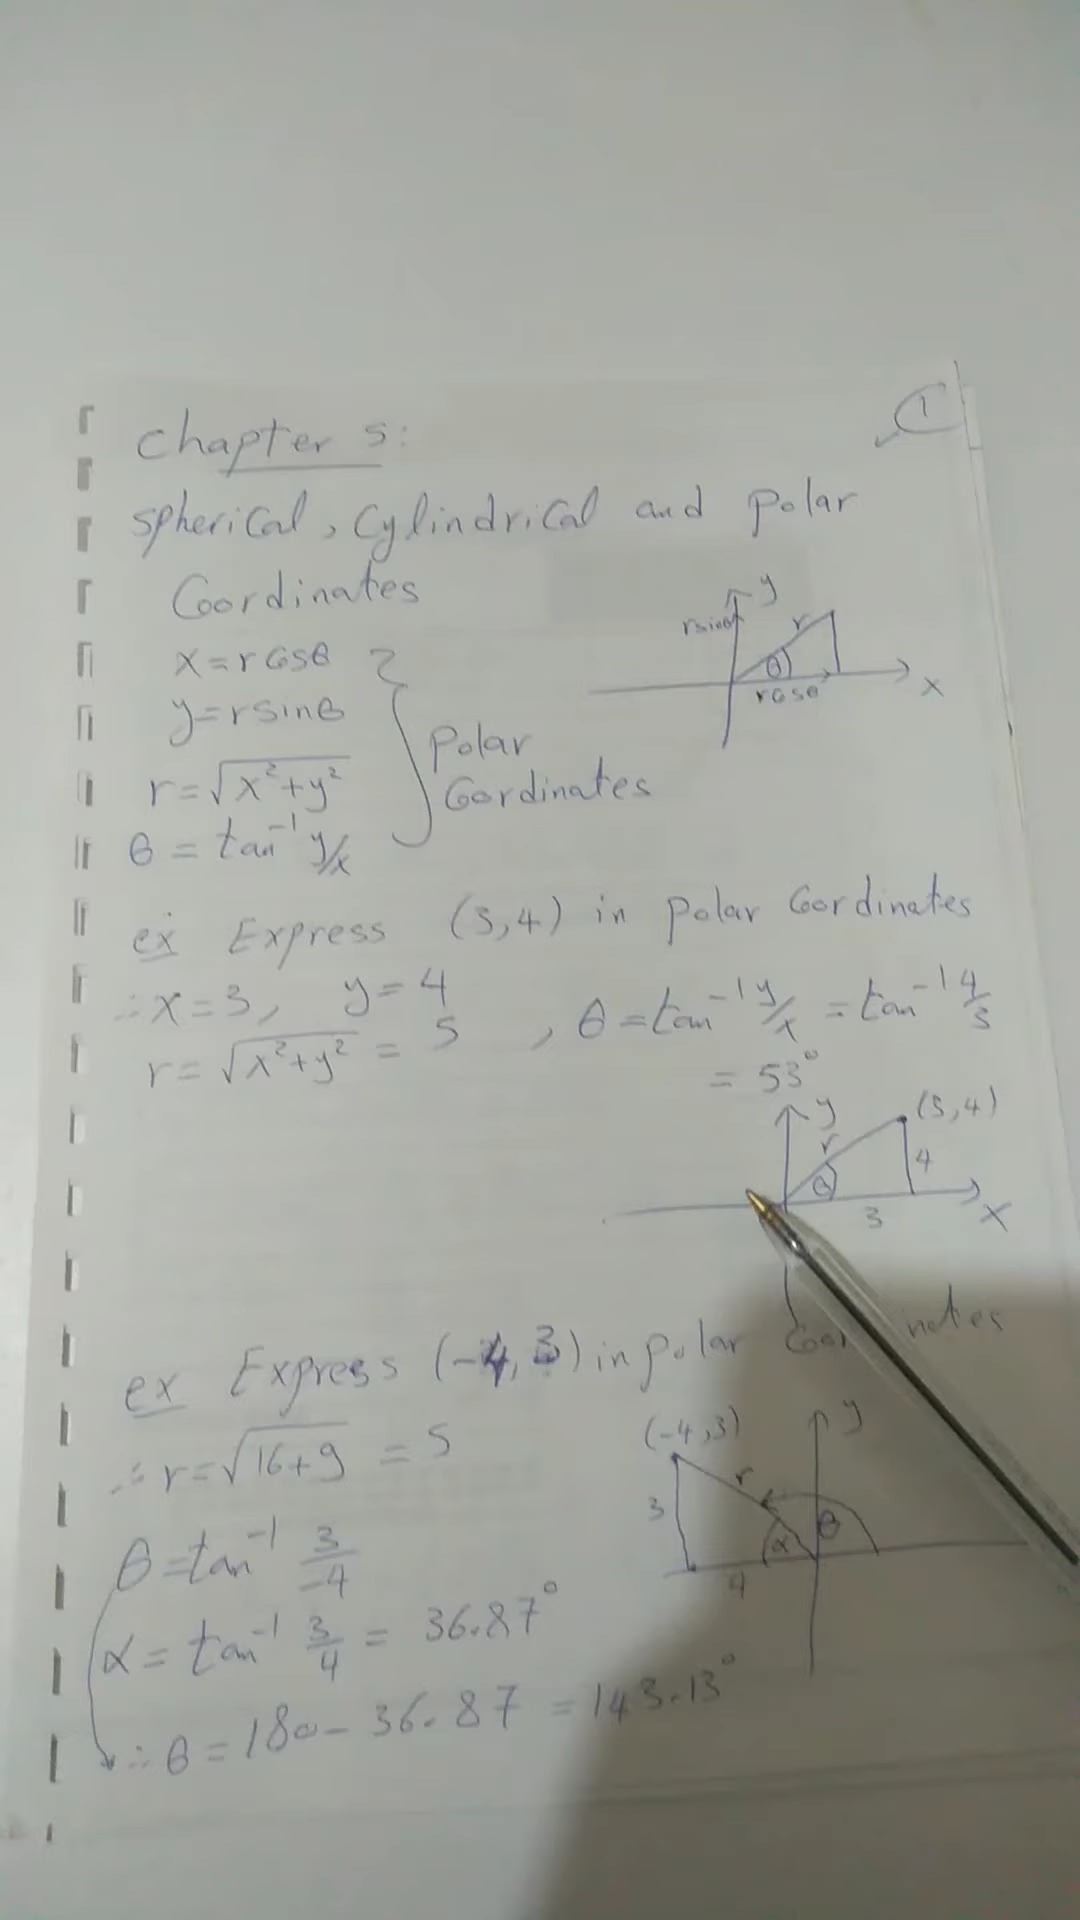 1
Chapter 5:
Spherical, Cylindrical and Polar
Coordinates
x = r cosθ
y = r sinθ
r = √x²+y²
θ = tan⁻¹ y/x
Polar
Coordinates
y
r sinθ
r
θ
r cosθ
x
ex Express (3,4) in polar Coordinates
∴ x = 3, y = 4
r = √x²+y² = 5 , θ = tan⁻¹ y/x = tan⁻¹ 4/3
= 53°
y
(3,4)
r
4
θ
3
x
ex Express (-4, 3) in polar
∴ r = √16+9 = 5
θ = tan⁻¹ 3/-4
α = tan⁻¹ 3/4 = 36.87°
∴ θ = 180 - 36.87 = 143.13°
(-4,3)
y
r
3
α
θ
4